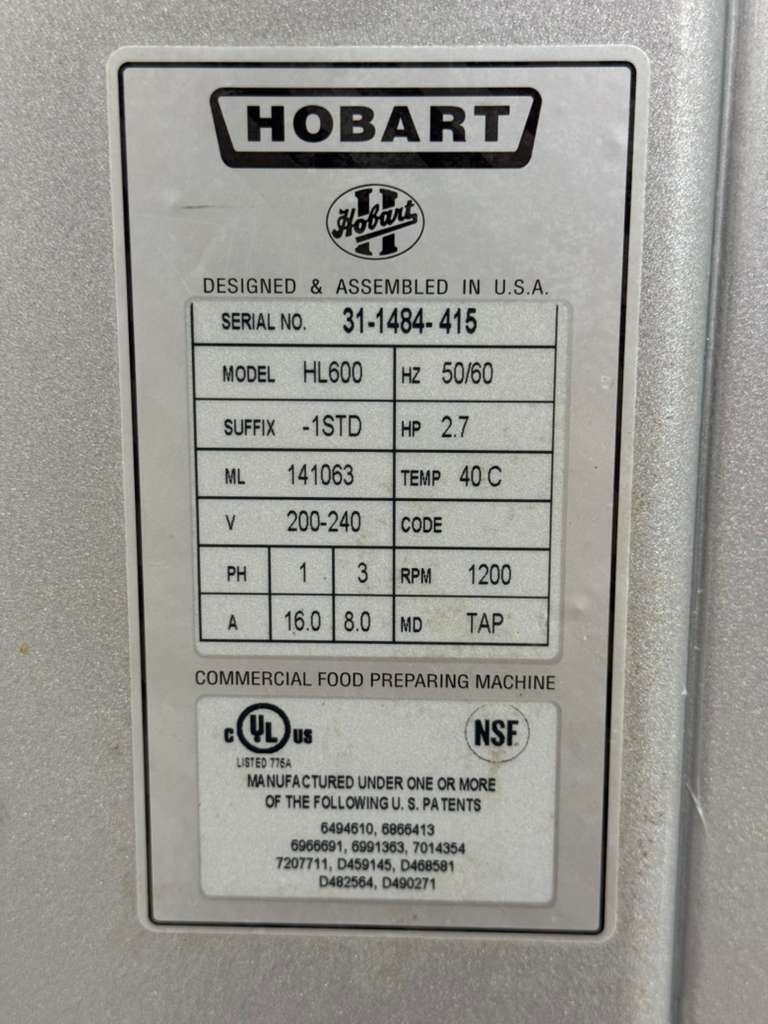 HOBART
Hobart
DESIGNED & ASSEMBLED IN U.S.A.
SERIAL NO. 31-1484-415
MODEL HL600 HZ 50/60
SUFFIX -1STD HP 2.7
ML 141063 TEMP 40 C
V 200-240 CODE
PH 1 3 RPM 1200
A 16.0 8.0 MD TAP
COMMERCIAL FOOD PREPARING MACHINE
C UL US NSF
LISTED 776A
MANUFACTURED UNDER ONE OR MORE
OF THE FOLLOWING U. S. PATENTS
6494610, 6866413
6966691, 6991363, 7014354
7207711, D459145, D468581
D482564, D490271